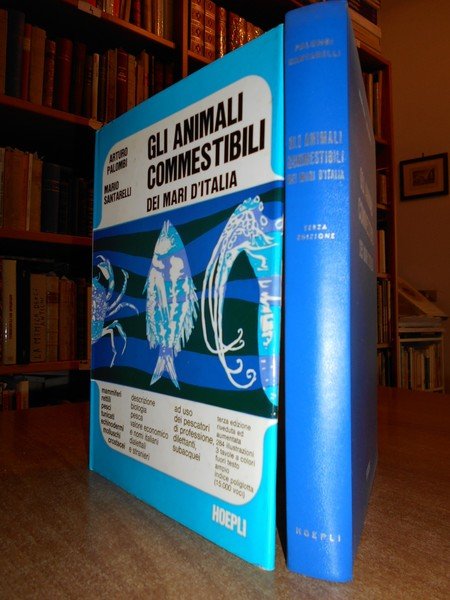 ARTURO
PALOMBI
MARIO
SANTARELLI
GLI ANIMALI
COMMESTIBILI
DEI MARI D'ITALIA
mammiferi
rettili
pesci
tunicati
echinodermi
molluschi
crostacei
descrizione
biologia
pesca
valore economico
e nomi italiani
dialettali
e stranieri
ad uso
dei pescatori
di professione,
dilettanti,
subacquei
terza edizione
riveduta ed
aumentata
264 illustrazioni
3 tavole a colori
fuori testo
ampio
indice poliglotta
(15.000 voci)
HOEPLI
PALOMBI
SANTARELLI
GLI ANIMALI
COMMESTIBILI
DEI MARI D'ITALIA
TERZA
EDIZIONE
HOEPLI